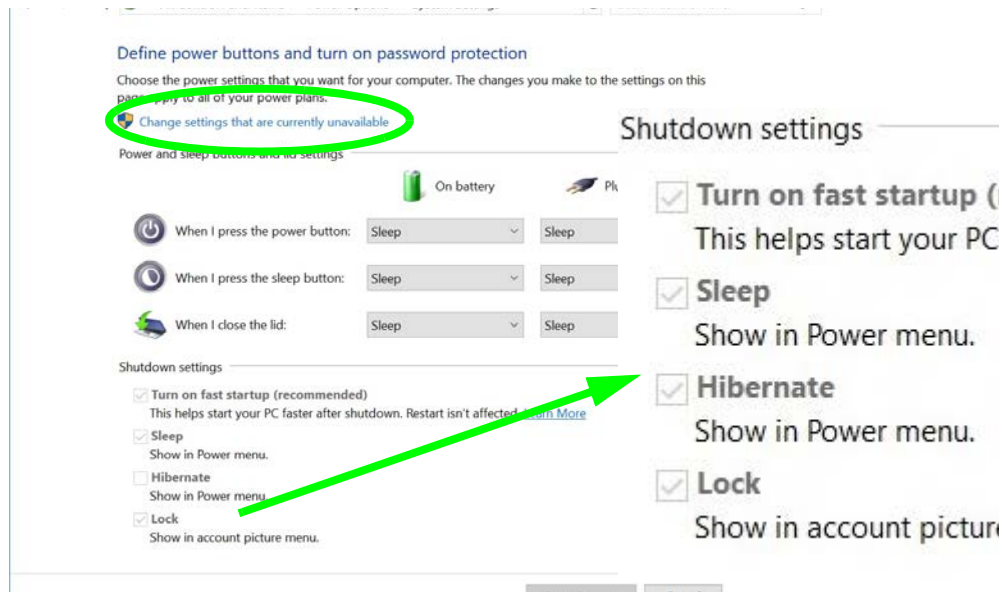 Define power buttons and turn on password protection
Choose the power settings that you want for your computer. The changes you make to the settings on this
page apply to all of your power plans.
Change settings that are currently unavailable
Power and sleep buttons and lid settings
On battery
When I press the power button: Sleep Sleep
When I press the sleep button: Sleep Sleep
When I close the lid: Sleep Sleep
Shutdown settings
Turn on fast startup (recommended)
This helps start your PC faster after shutdown. Restart isn't affected. Learn More
Sleep
Show in Power menu.
Hibernate
Show in Power menu.
Lock
Show in account picture menu.
Shutdown settings
Turn on fast startup (
This helps start your PC
Sleep
Show in Power menu.
Hibernate
Show in Power menu.
Lock
Show in account picture